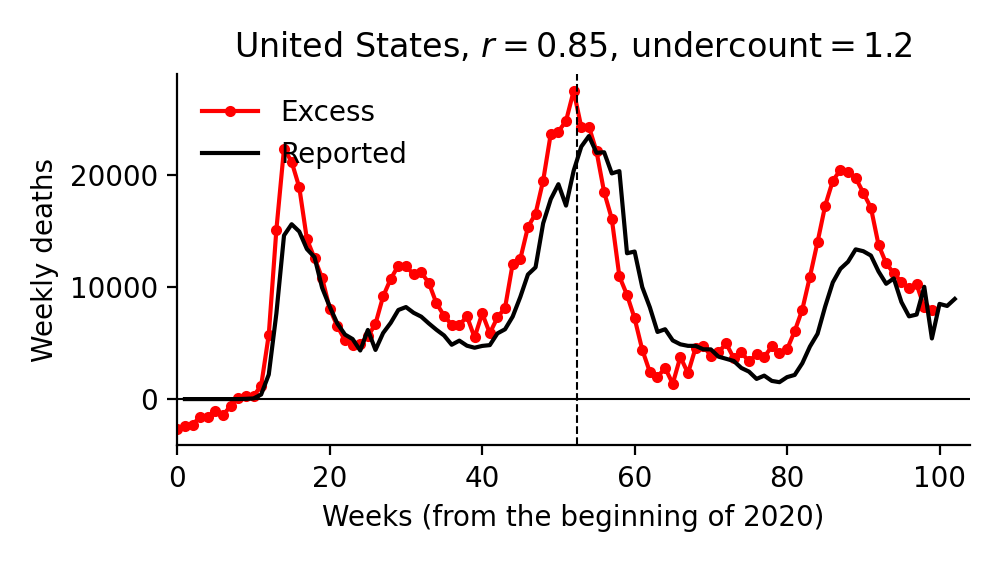 United States, r = 0.85, undercount = 1.2
Excess
Reported
Weekly deaths
20000
10000
0
0 20 40 60 80 100
Weeks (from the beginning of 2020)